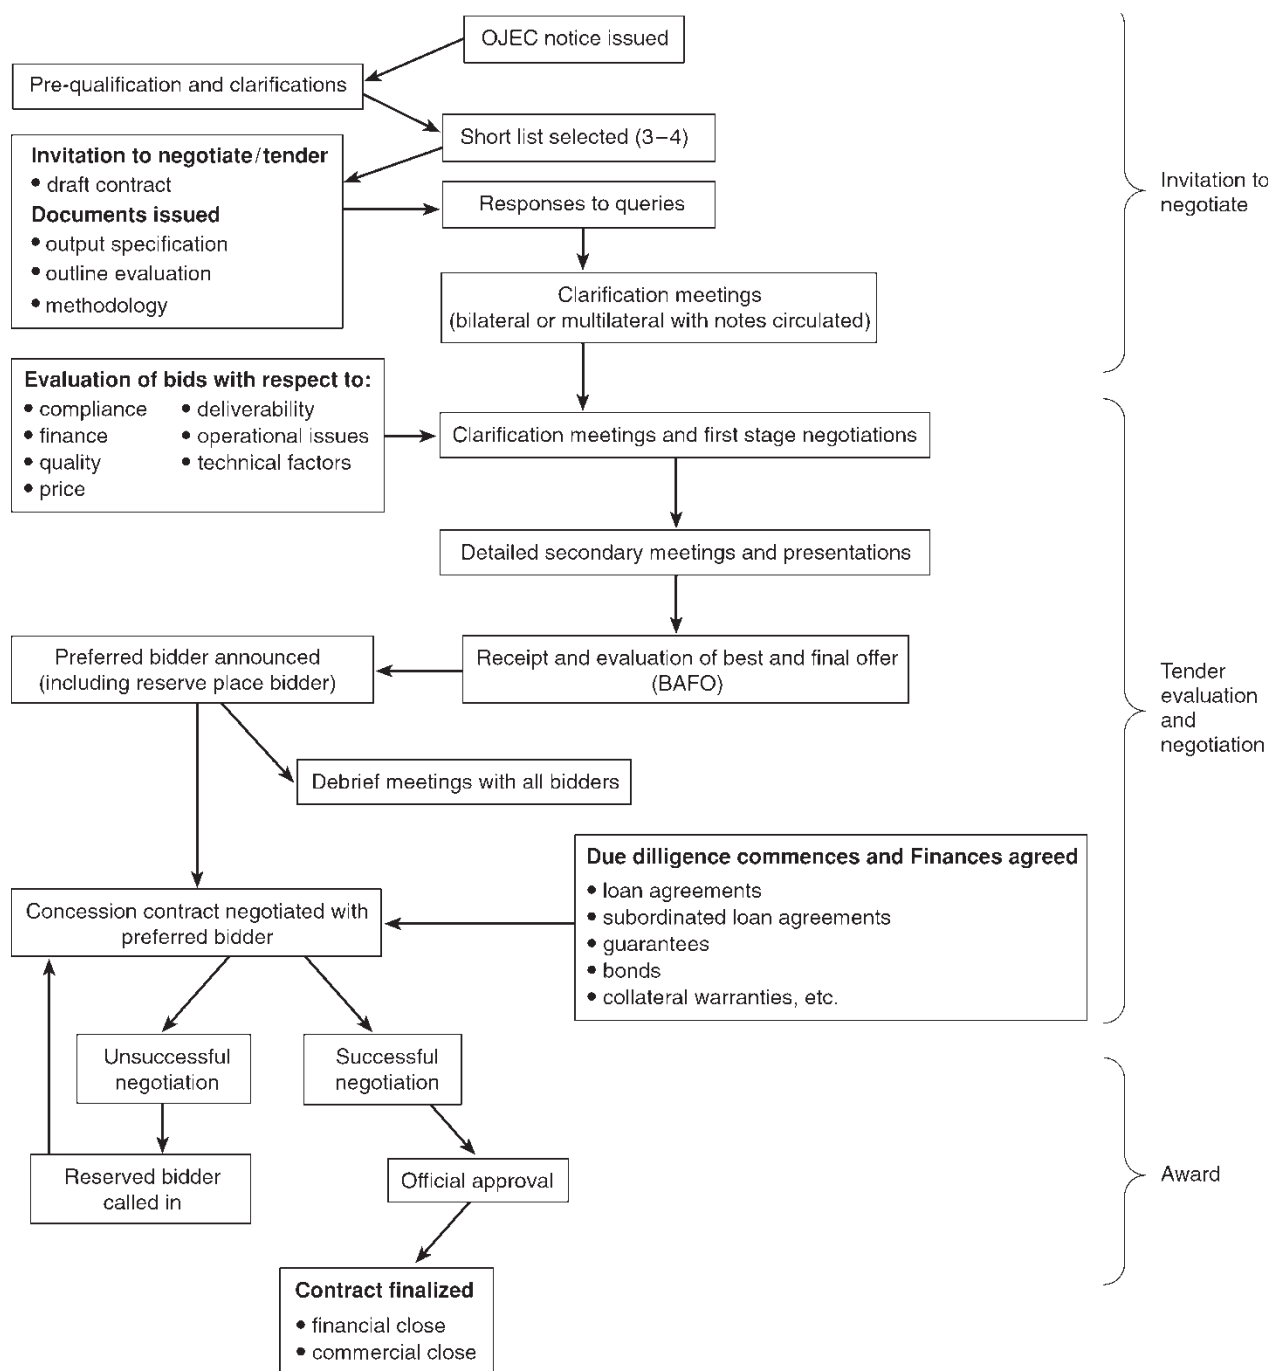 OJEC notice issued
Pre-qualification and clarifications
Short list selected (3–4)
Invitation to negotiate/tender
• draft contract
Documents issued
• output specification
• outline evaluation
• methodology
Responses to queries
Clarification meetings
(bilateral or multilateral with notes circulated)
Invitation to
negotiate
Evaluation of bids with respect to:
• compliance
• finance
• quality
• price
• deliverability
• operational issues
• technical factors
Clarification meetings and first stage negotiations
Detailed secondary meetings and presentations
Receipt and evaluation of best and final offer
(BAFO)
Preferred bidder announced
(including reserve place bidder)
Debrief meetings with all bidders
Tender
evaluation
and
negotiation
Due dilligence commences and Finances agreed
• loan agreements
• subordinated loan agreements
• guarantees
• bonds
• collateral warranties, etc.
Concession contract negotiated with
preferred bidder
Unsuccessful
negotiation
Successful
negotiation
Reserved bidder
called in
Official approval
Award
Contract finalized
• financial close
• commercial close